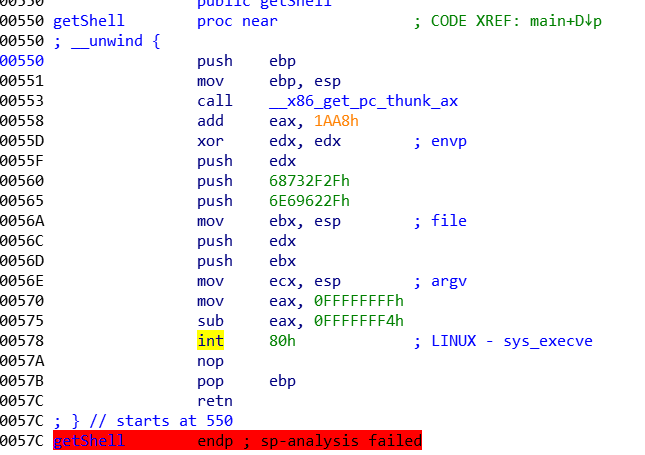 00550 public getShell
00550 getShell proc near ; CODE XREF: main+D↓p
00550 ; __unwind {
00550 push ebp
00551 mov ebp, esp
00553 call __x86_get_pc_thunk_ax
00558 add eax, 1AA8h
0055D xor edx, edx ; envp
0055F push edx
00560 push 68732F2Fh
00565 push 6E69622Fh
0056A mov ebx, esp ; file
0056C push edx
0056D push ebx
0056E mov ecx, esp ; argv
00570 mov eax, 0FFFFFFFFh
00575 sub eax, 0FFFFFFF4h
00578 int 80h ; LINUX - sys_execve
0057A nop
0057B pop ebp
0057C retn
0057C ; } // starts at 550
0057C getShell endp ; sp-analysis failed